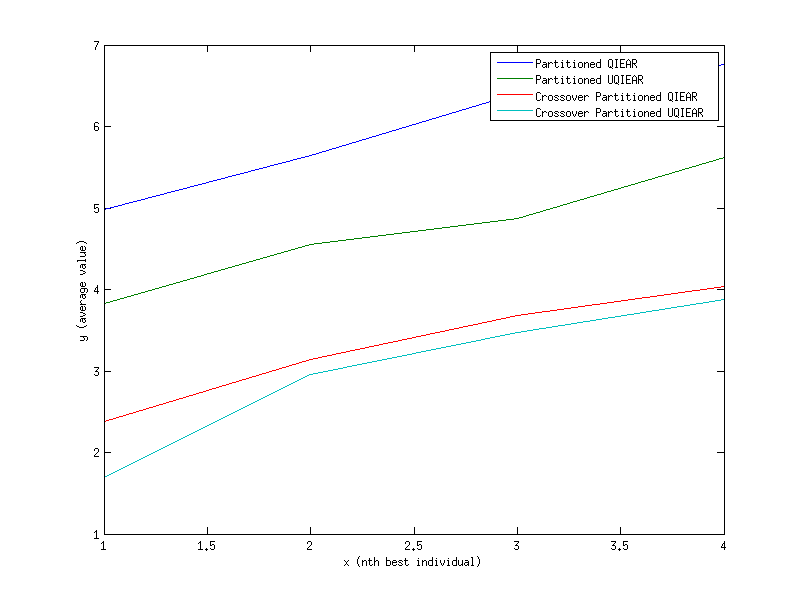 7
6
5
4
3
2
1
y (average value)
Partitioned QIEAR
Partitioned UQIEAR
Crossover Partitioned QIEAR
Crossover Partitioned UQIEAR
1 1.5 2 2.5 3 3.5 4
x (nth best individual)